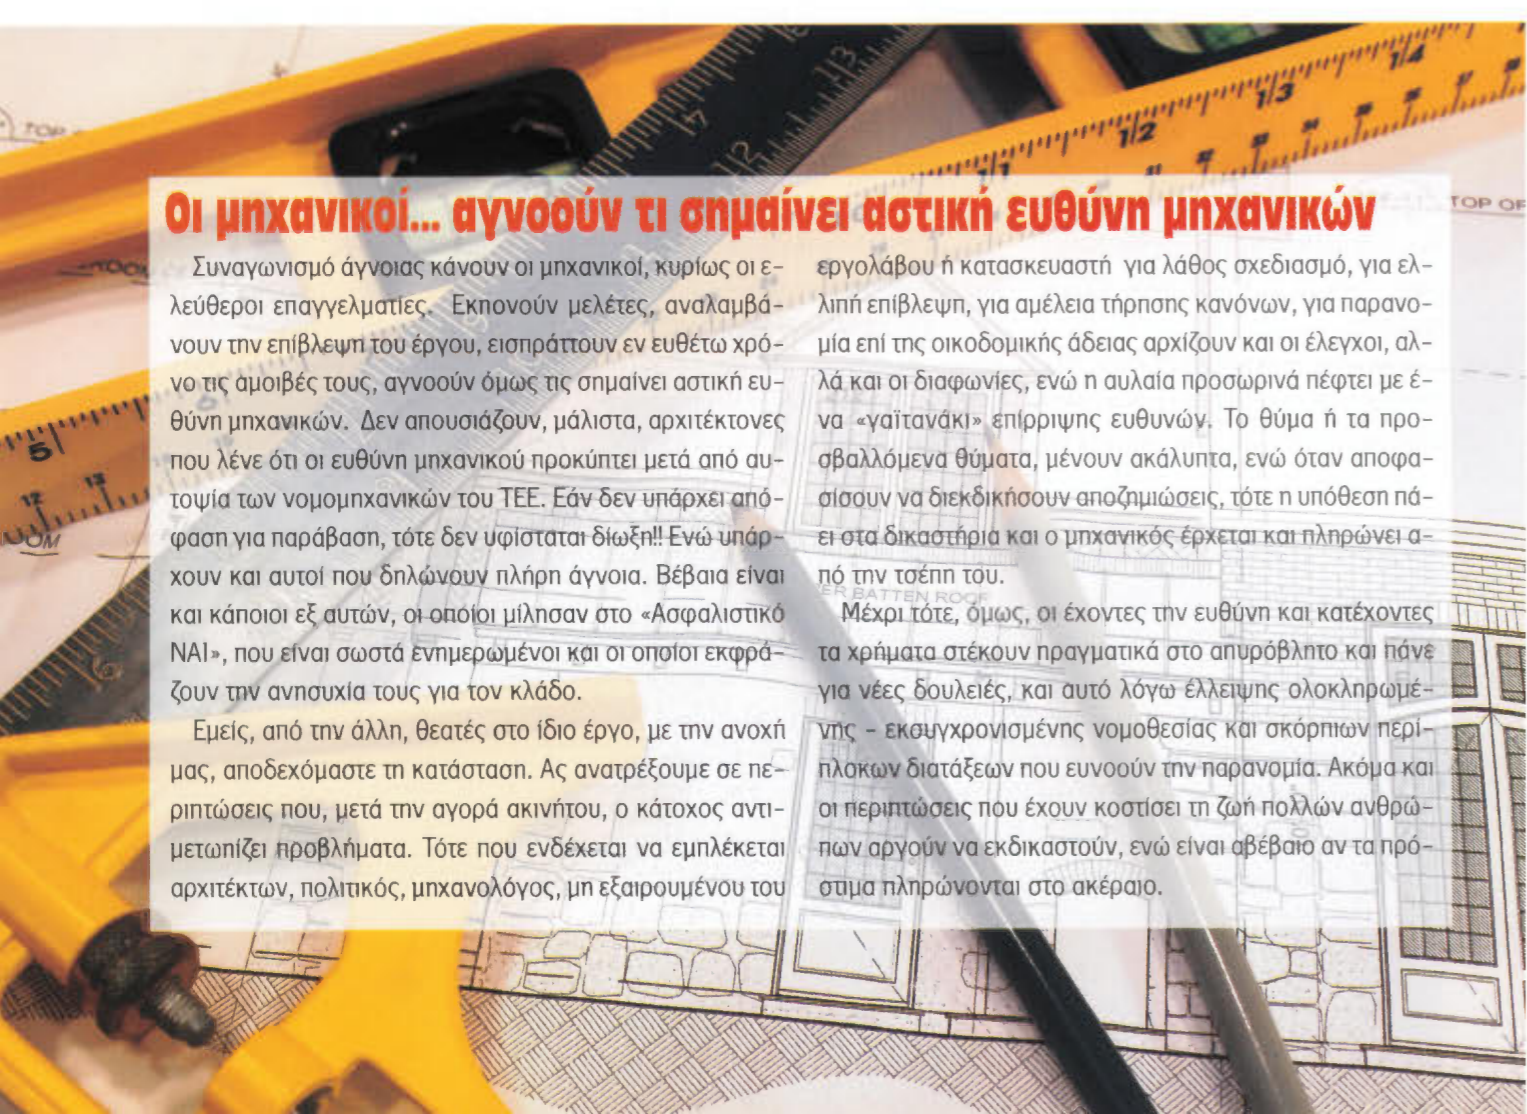 Οι μηχανικοί... αγνοούν τι σημαίνει αστική ευθύνη μηχανικών
Συναγωνισμό άγνοιας κάνουν οι μηχανικοί, κυρίως οι ε-
λεύθεροι επαγγελματίες. Εκπονούν μελέτες, αναλαμβά-
νουν την επίβλεψη του έργου, εισπράττουν εν ευθέτω χρό-
νο τις αμοιβές τους, αγνοούν όμως τις σημαίνει αστική ευ-
θύνη μηχανικών. Δεν απουσιάζουν, μάλιστα, αρχιτέκτονες
που λένε ότι οι ευθύνη μηχανικού προκύπτει μετά από αυ-
τοψία των νομομηχανικών του ΤΕΕ. Εάν δεν υπάρχει από-
φαση για παράβαση, τότε δεν υφίσταται δίωξη!! Ενώ υπάρ-
χουν και αυτοί που δηλώνουν πλήρη άγνοια. Βέβαια είναι
και κάποιοι εξ αυτών, οι οποίοι μίλησαν στο «Ασφαλιστικό
ΝΑΙ», που είναι σωστά ενημερωμένοι και οι οποίοι εκφρά-
ζουν την ανησυχία τους για τον κλάδο.
Εμείς, από την άλλη, θεατές στο ίδιο έργο, με την ανοχή
μας, αποδεχόμαστε τη κατάσταση. Ας ανατρέξουμε σε πε-
ριπτώσεις που, μετά την αγορά ακινήτου, ο κάτοχος αντι-
μετωπίζει προβλήματα. Τότε που ενδέχεται να εμπλέκεται
αρχιτέκτων, πολιτικός, μηχανολόγος, μη εξαιρουμένου του
εργολάβου ή κατασκευαστή για λάθος σχεδιασμό, για ελ-
λιπή επίβλεψη, για αμέλεια τήρησης κανόνων, για παρανο-
μία επί της οικοδομικής άδειας αρχίζουν και οι έλεγχοι, αλ-
λά και οι διαφωνίες, ενώ η αυλαία προσωρινά πέφτει με έ-
να «γαϊτανάκι» επίρριψης ευθυνών. Το θύμα ή τα προ-
σβαλλόμενα θύματα, μένουν ακάλυπτα, ενώ όταν αποφα-
σίσουν να διεκδικήσουν αποζημιώσεις, τότε η υπόθεση πά-
ει στα δικαστήρια και ο μηχανικός έρχεται και πληρώνει α-
πό την τσέπη του.
Μέχρι τότε, όμως, οι έχοντες την ευθύνη και κατέχοντες
τα χρήματα στέκουν πραγματικά στο απυρόβλητο και πάνε
για νέες δουλειές, και αυτό λόγω έλλειψης ολοκληρωμέ-
νης - εκσυγχρονισμένης νομοθεσίας και σκόρπιων περί-
πλοκων διατάξεων που ευνοούν την παρανομία. Ακόμα και
οι περιπτώσεις που έχουν κοστίσει τη ζωή πολλών ανθρώ-
πων αργούν να εκδικαστούν, ενώ είναι αβέβαιο αν τα πρό-
στιμα πληρώνονται στο ακέραιο.
TOP OF
BATTEN ROOF